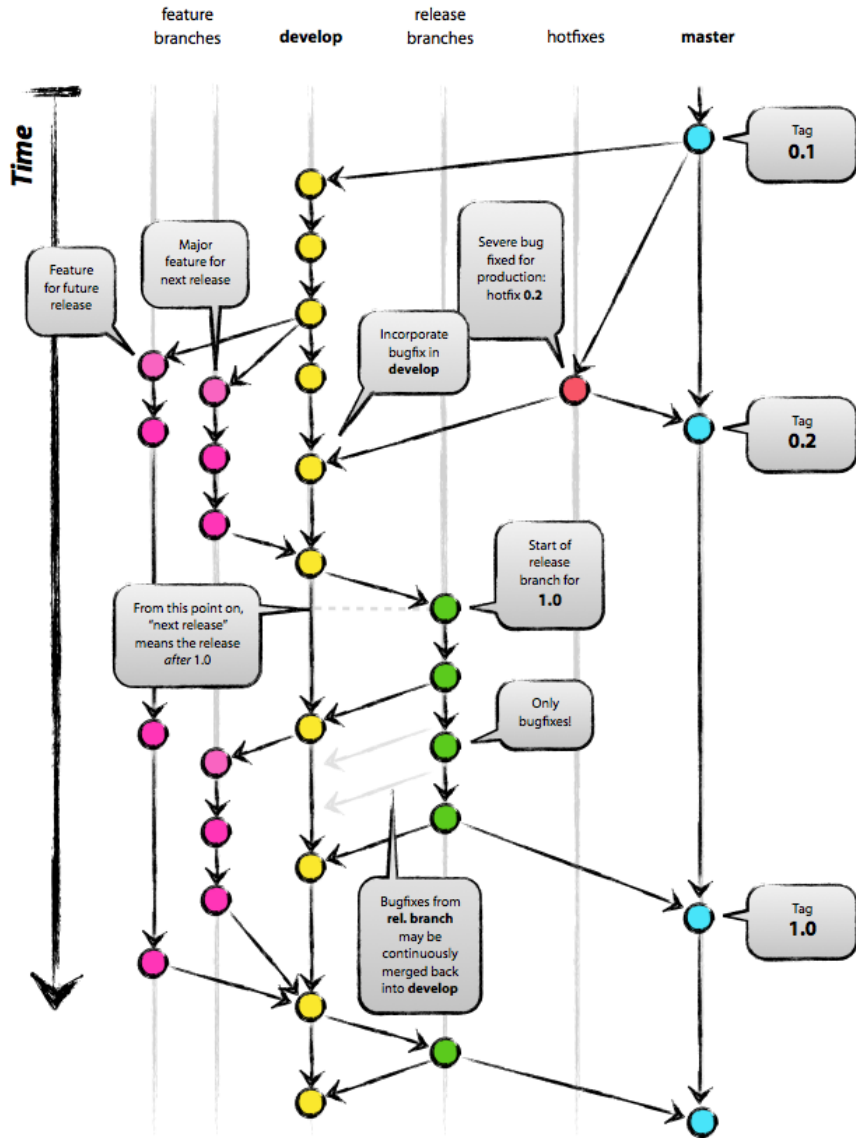 feature
branches
develop
release
branches
hotfixes
master
Time
Tag
0.1
Severe bug
fixed for
production:
hotfix 0.2
Major
feature for
next release
Feature
for future
release
Incorporate
bugfix in
develop
Tag
0.2
Start of
release
branch for
1.0
From this point on,
“next release”
means the release
after 1.0
Only
bugfixes!
Bugfixes from
rel. branch
may be
continuously
merged back
into develop
Tag
1.0